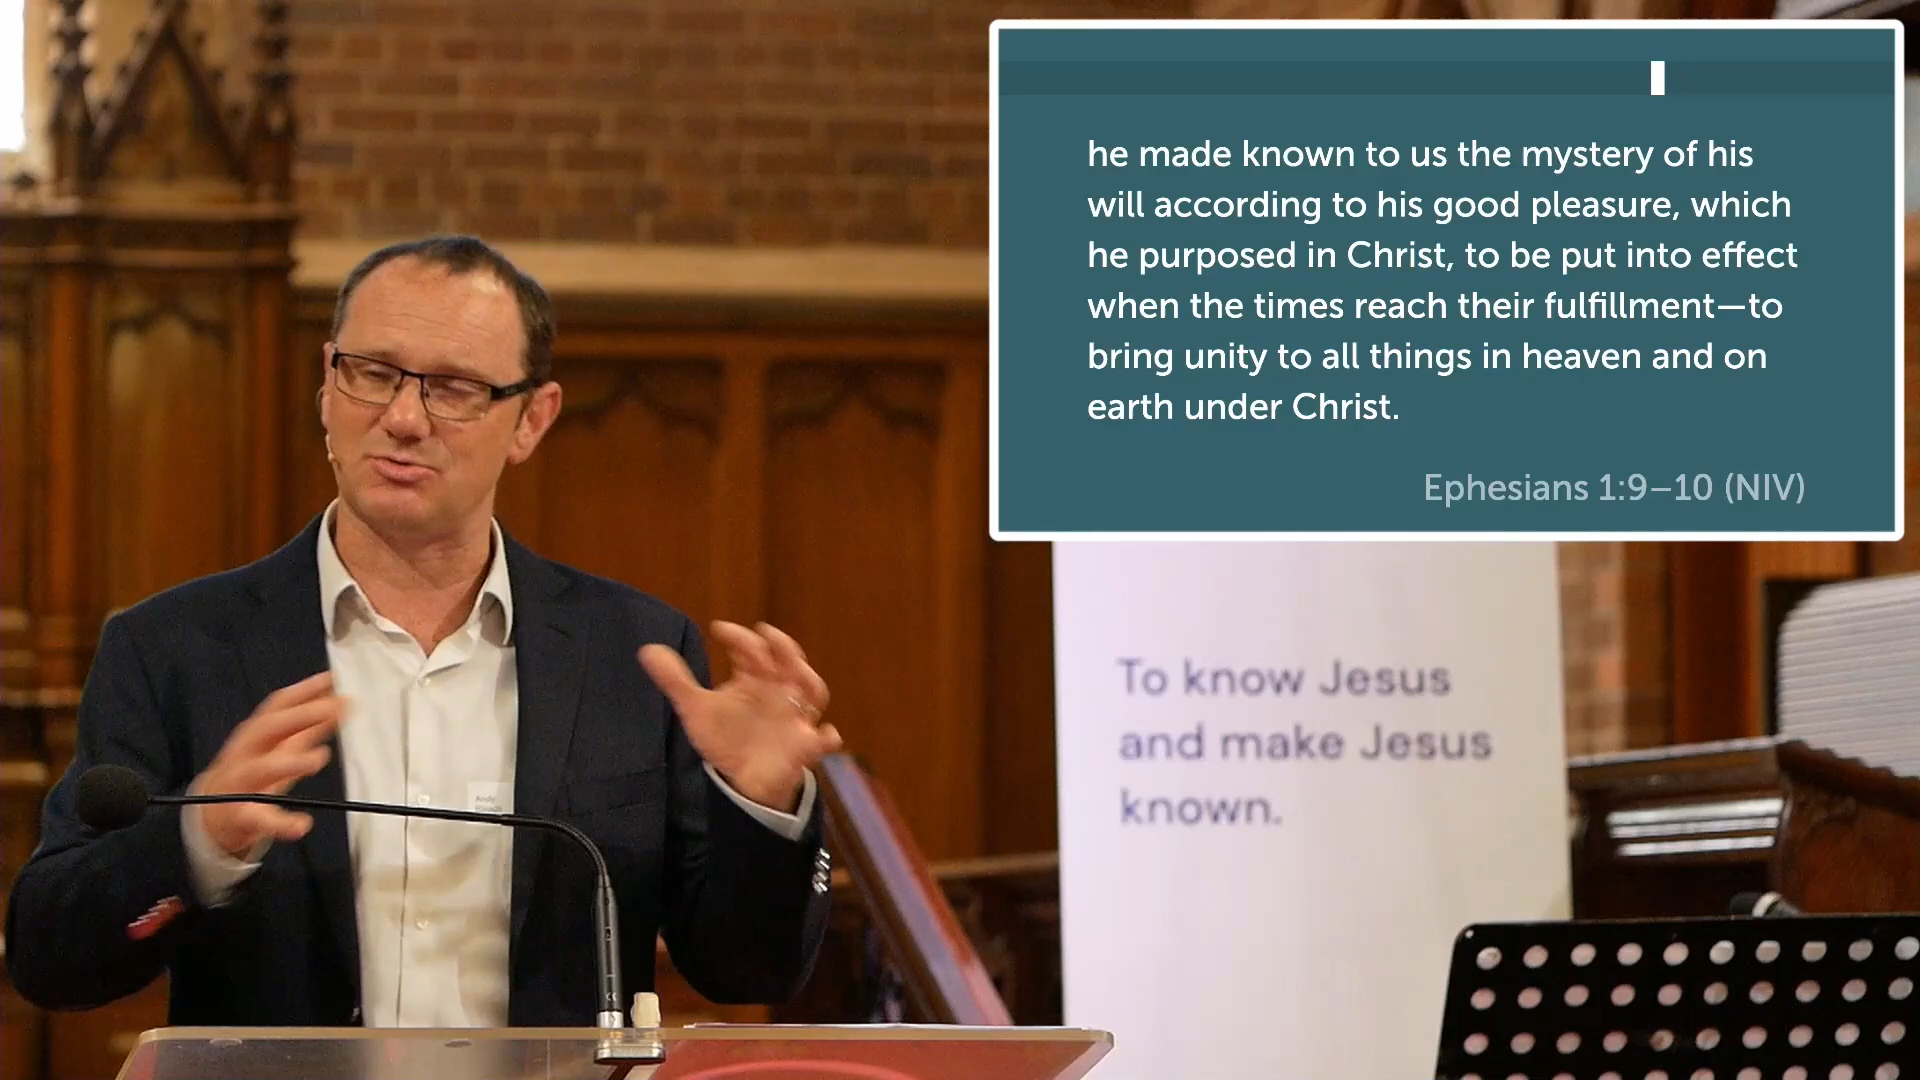 he made known to us the mystery of his
will according to his good pleasure, which
he purposed in Christ, to be put into effect
when the times reach their fulfillment—to
bring unity to all things in heaven and on
earth under Christ.
Ephesians 1:9–10 (NIV)
To know Jesus
and make Jesus
known.
Andy